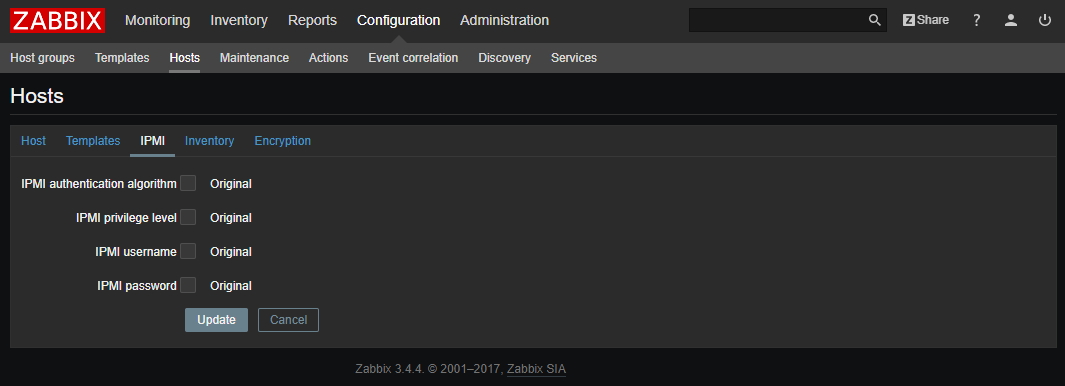 ZABBIX Monitoring Inventory Reports Configuration Administration Z Share ?
Host groups Templates Hosts Maintenance Actions Event correlation Discovery Services
Hosts
Host Templates IPMI Inventory Encryption
IPMI authentication algorithm Original
IPMI privilege level Original
IPMI username Original
IPMI password Original
Update Cancel
Zabbix 3.4.4. © 2001–2017, Zabbix SIA